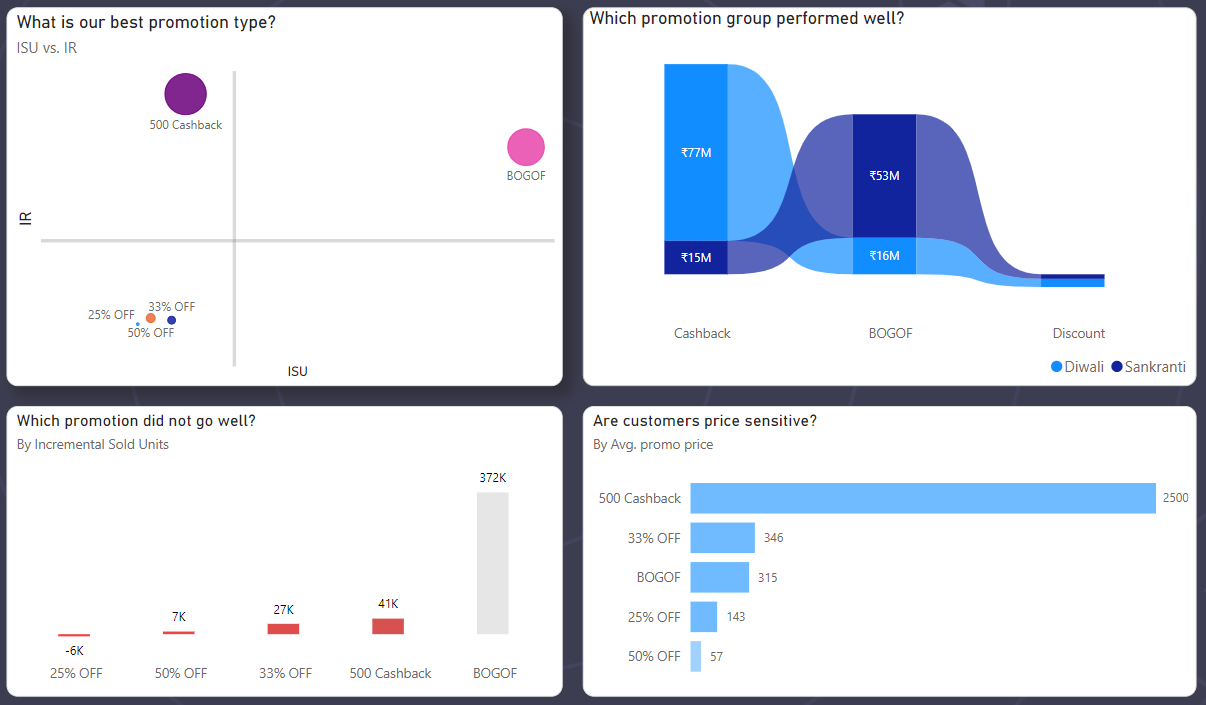 What is our best promotion type?
ISU vs. IR
500 Cashback
BOGOF
IR
33% OFF
25% OFF
50% OFF
ISU
Which promotion group performed well?
₹77M
₹53M
₹15M
₹16M
Cashback
BOGOF
Discount
Diwali
Sankranti
Which promotion did not go well?
By Incremental Sold Units
372K
41K
27K
7K
-6K
25% OFF
50% OFF
33% OFF
500 Cashback
BOGOF
Are customers price sensitive?
By Avg. promo price
500 Cashback
2500
33% OFF
346
BOGOF
315
25% OFF
143
50% OFF
57